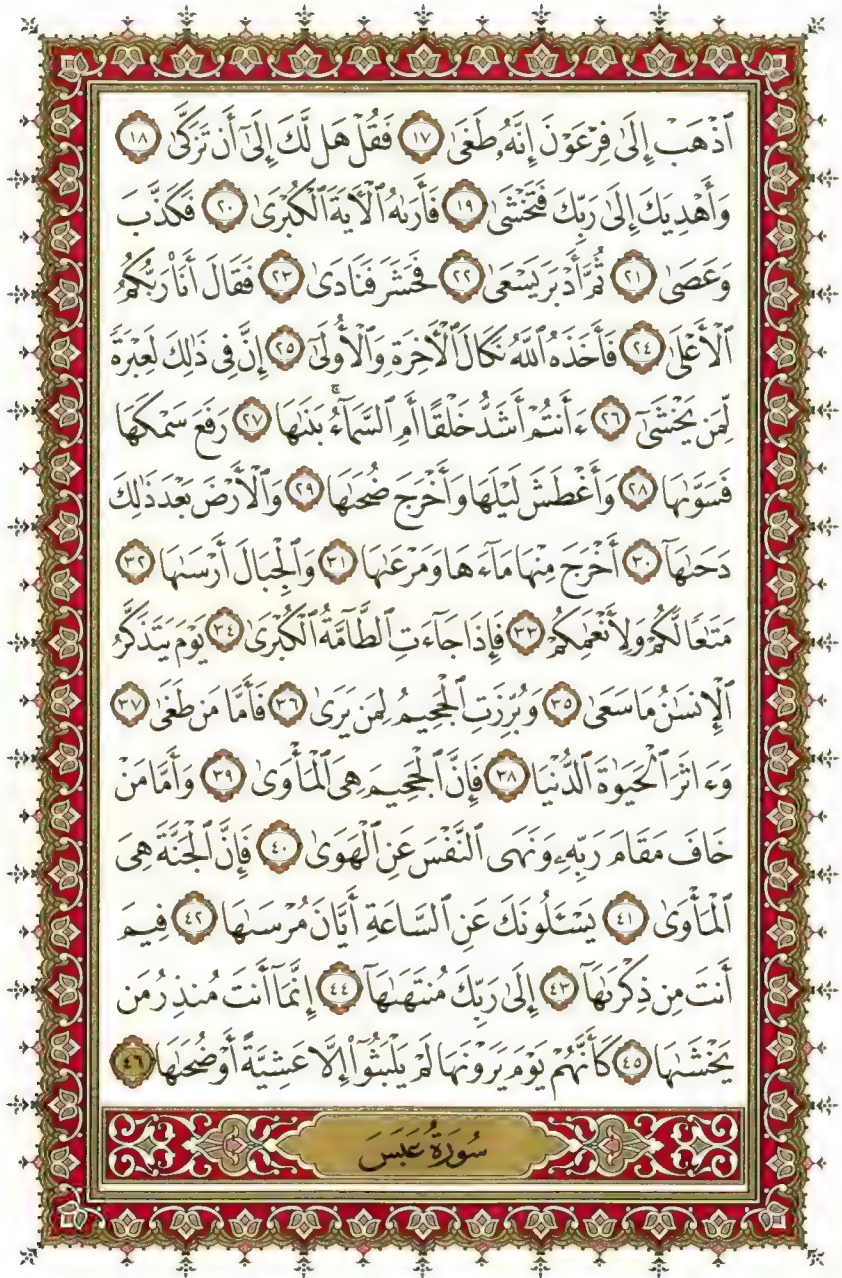 ٱذۡهَبۡ إِلَىٰ فِرۡعَوۡنَ إِنَّهُۥ طَغَىٰ ١٧ فَقُلۡ هَل لَّكَ إِلَىٰٓ أَن تَزَكَّىٰ ١٨
وَأَهۡدِيَكَ إِلَىٰ رَبِّكَ فَتَخۡشَىٰ ١٩ فَأَرَىٰهُ ٱلۡأٓيَةَ ٱلۡكُبۡرَىٰ ٢٠ فَكَذَّبَ
وَعَصَىٰ ٢١ ثُمَّ أَدۡبَرَ يَسۡعَىٰ ٢٢ فَحَشَرَ فَنَادَىٰ ٢٣ فَقَالَ أَنَا۠ رَبُّكُمُ
ٱلۡأَعۡلَىٰ ٢٤ فَأَخَذَهُ ٱللَّهُ نَكَالَ ٱلۡأٓخِرَةِ وَٱلۡأُولَىٰٓ ٢٥ إِنَّ فِي ذَٰلِكَ لَعِبۡرَةٗ
لِّمَن يَخۡشَىٰٓ ٢٦ ءَأَنتُمۡ أَشَدُّ خَلۡقًا أَمِ ٱلسَّمَآءُۚ بَنَىٰهَا ٢٧ رَفَعَ سَمۡكَهَا
فَسَوَّىٰهَا ٢٨ وَأَغۡطَشَ لَيۡلَهَا وَأَخۡرَجَ ضُحَىٰهَا ٢٩ وَٱلۡأَرۡضَ بَعۡدَ ذَٰلِكَ
دَحَىٰهَآ ٣٠ أَخۡرَجَ مِنۡهَا مَآءَهَا وَمَرۡعَىٰهَا ٣١ وَٱلۡجِبَالَ أَرۡسَىٰهَا ٣٢
مَتَٰعٗا لَّكُمۡ وَلِأَنۡعَٰمِكُمۡ ٣٣ فَإِذَا جَآءَتِ ٱلطَّآمَّةُ ٱلۡكُبۡرَىٰ ٣٤ يَوۡمَ يَتَذَكَّرُ
ٱلۡإِنسَٰنُ مَا سَعَىٰ ٣٥ وَبُرِّزَتِ ٱلۡجَحِيمُ لِمَن يَرَىٰ ٣٦ فَأَمَّا مَن طَغَىٰ ٣٧
وَءَاثَرَ ٱلۡحَيَوٰةَ ٱلدُّنۡيَا ٣٨ فَإِنَّ ٱلۡجَحِيمَ هِيَ ٱلۡمَأۡوَىٰ ٣٩ وَأَمَّا مَنۡ
خَافَ مَقَامَ رَبِّهِۦ وَنَهَى ٱلنَّفۡسَ عَنِ ٱلۡهَوَىٰ ٤٠ فَإِنَّ ٱلۡجَنَّةَ هِيَ
ٱلۡمَأۡوَىٰ ٤١ يَسۡـَٔلُونَكَ عَنِ ٱلسَّاعَةِ أَيَّانَ مُرۡسَىٰهَا ٤٢ فِيمَ
أَنتَ مِن ذِكۡرَىٰهَآ ٤٣ إِلَىٰ رَبِّكَ مُنتَهَىٰهَآ ٤٤ إِنَّمَآ أَنتَ مُنذِرُ مَن
يَخۡشَىٰهَا ٤٥ كَأَنَّهُمۡ يَوۡمَ يَرَوۡنَهَا لَمۡ يَلۡبَثُوٓاْ إِلَّا عَشِيَّةً أَوۡ ضُحَىٰهَا ٤٦
سُورَةُ عَبَسَ